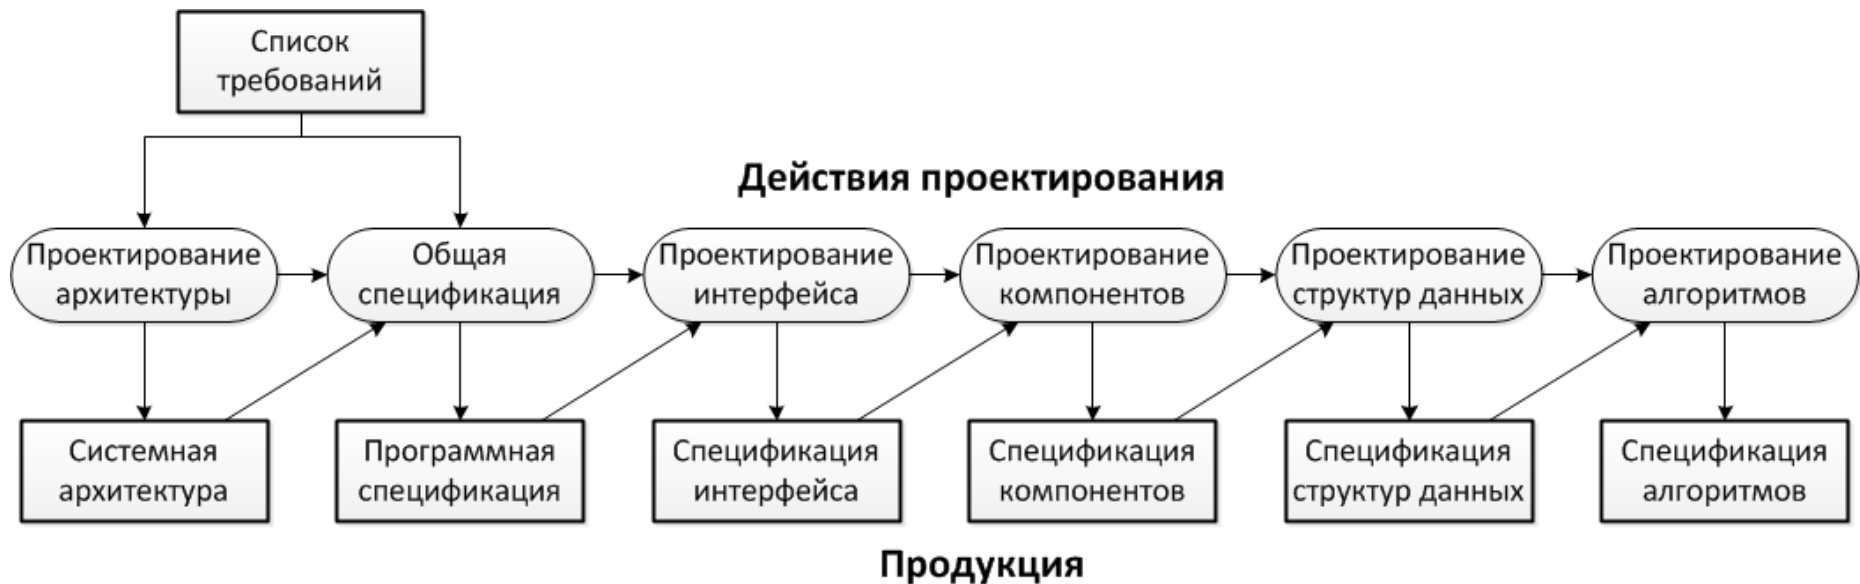 Список
требований
Действия проектирования
Проектирование
архитектуры
Общая
спецификация
Проектирование
интерфейса
Проектирование
компонентов
Проектирование
структур данных
Проектирование
алгоритмов
Системная
архитектура
Программная
спецификация
Спецификация
интерфейса
Спецификация
компонентов
Спецификация
структур данных
Спецификация
алгоритмов
Продукция